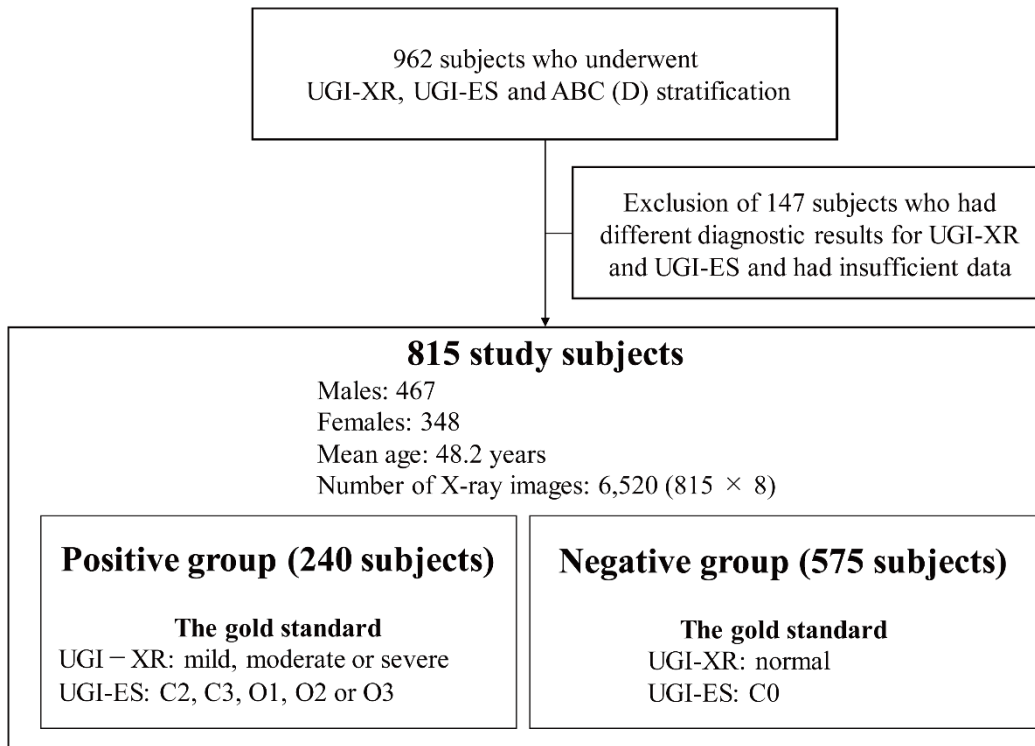 962 subjects who underwent
UGI-XR, UGI-ES and ABC (D) stratification
Exclusion of 147 subjects who had
different diagnostic results for UGI-XR
and UGI-ES and had insufficient data
815 study subjects
Males: 467
Females: 348
Mean age: 48.2 years
Number of X-ray images: 6,520 (815 × 8)
Positive group (240 subjects)
The gold standard
UGI－XR: mild, moderate or severe
UGI-ES: C2, C3, O1, O2 or O3
Negative group (575 subjects)
The gold standard
UGI-XR: normal
UGI-ES: C0